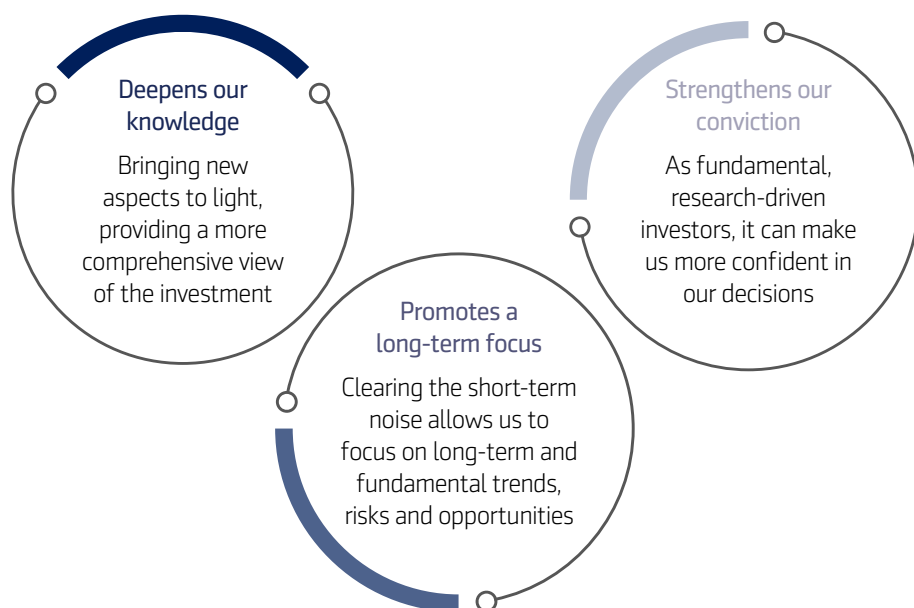 Deepens our
knowledge
Bringing new
aspects to light,
providing a more
comprehensive view
of the investment
Promotes a
long-term focus
Clearing the short-term
noise allows us to
focus on long-term and
fundamental trends,
risks and opportunities
Strengthens our
conviction
As fundamental,
research-driven
investors, it can make
us more confident in
our decisions